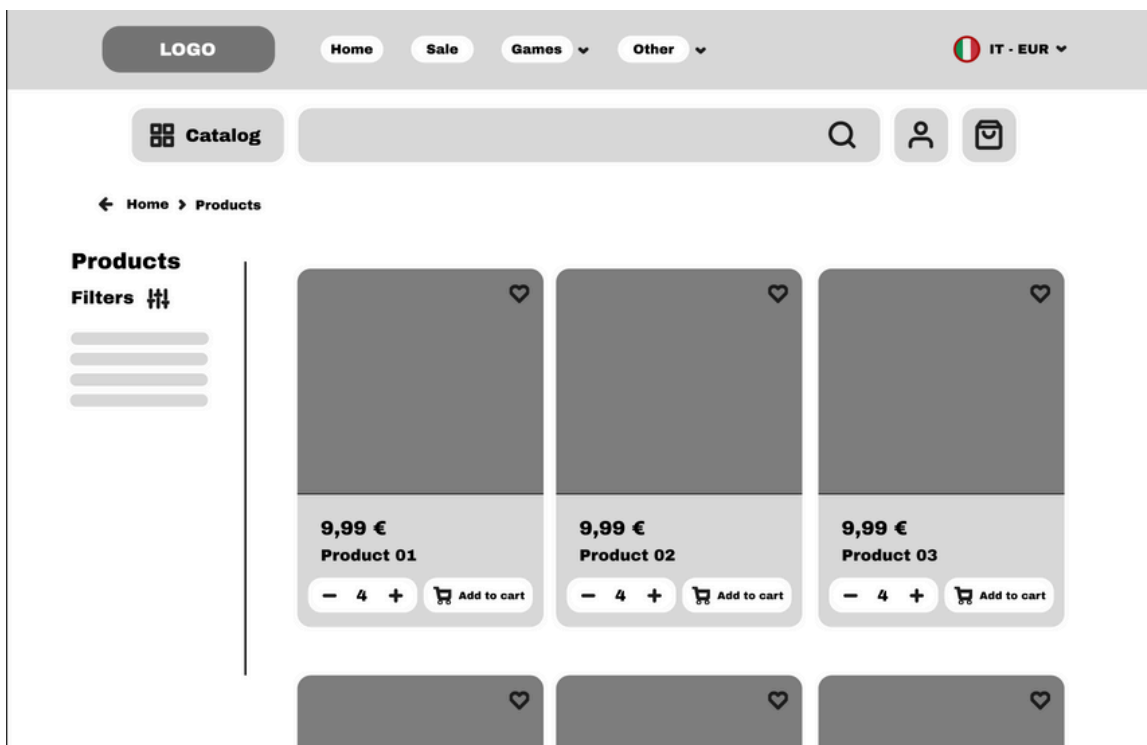 LOGO Home Sale Games Other IT - EUR
Catalog
Home Products
Products
Filters
9,99 € 9,99 € 9,99 €
Product 01 Product 02 Product 03
4 Add to cart 4 Add to cart 4 Add to cart